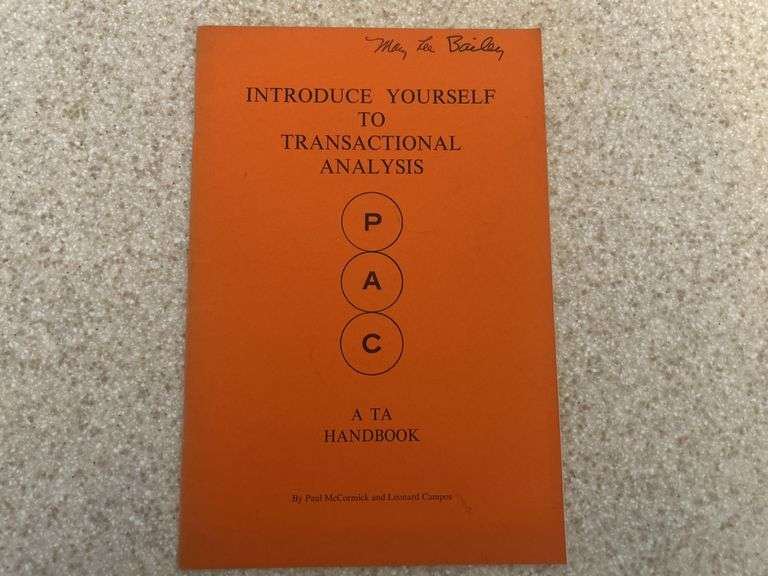 May Lee Bailey
INTRODUCE YOURSELF
TO
TRANSACTIONAL
ANALYSIS
P
A
C
A TA
HANDBOOK
By Paul McCormick and Leonard Campos